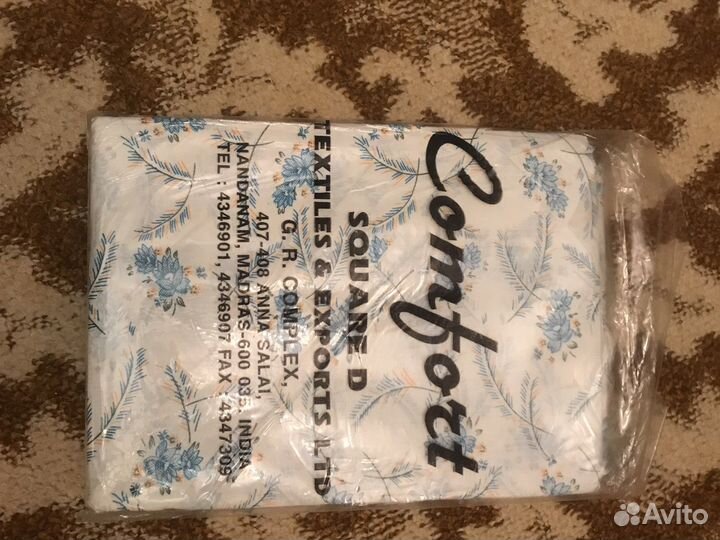 Comfort
SQUARE D
TEXTILES & EXPORTS LTD
G. R. COMPLEX,
407-408 ANNA SALAI,
NANDANAM, MADRAS-600 035. INDIA
TEL : 4346901, 4346907 FAX : 4347309
Avito